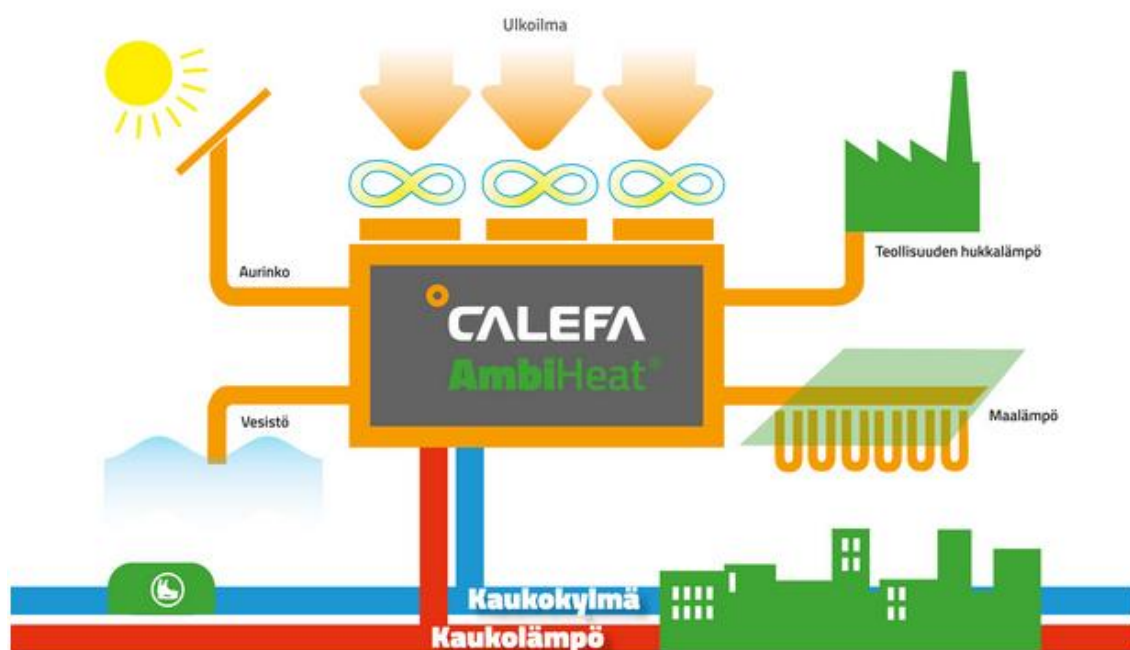 Ulkoilma
Aurinko
Teollisuuden hukkalämpö
CALEFA
AmbiHeat®
Vesistö
Maalämpö
Kaukokylmä
Kaukolämpö